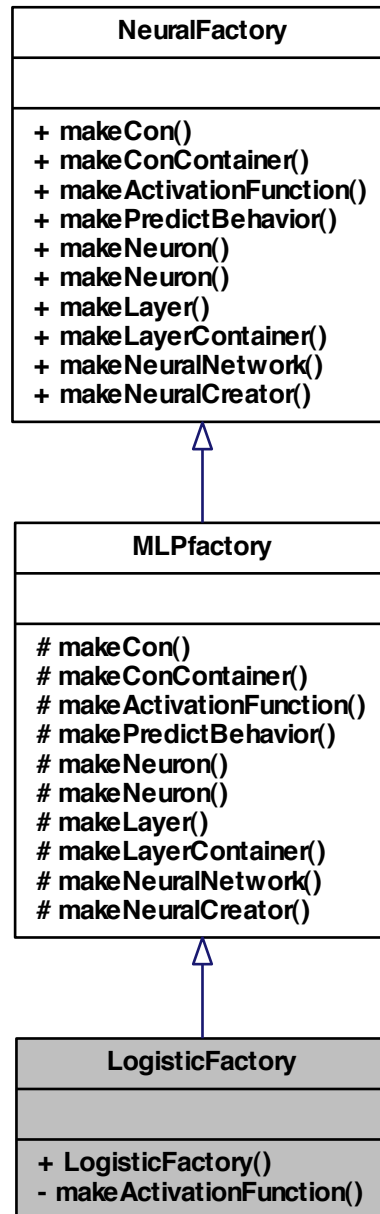 NeuralFactory
+ makeCon()
+ makeConContainer()
+ makeActivationFunction()
+ makePredictBehavior()
+ makeNeuron()
+ makeNeuron()
+ makeLayer()
+ makeLayerContainer()
+ makeNeuralNetwork()
+ makeNeuralCreator()
MLPfactory
# makeCon()
# makeConContainer()
# makeActivationFunction()
# makePredictBehavior()
# makeNeuron()
# makeNeuron()
# makeLayer()
# makeLayerContainer()
# makeNeuralNetwork()
# makeNeuralCreator()
LogisticFactory
+ LogisticFactory()
- makeActivationFunction()